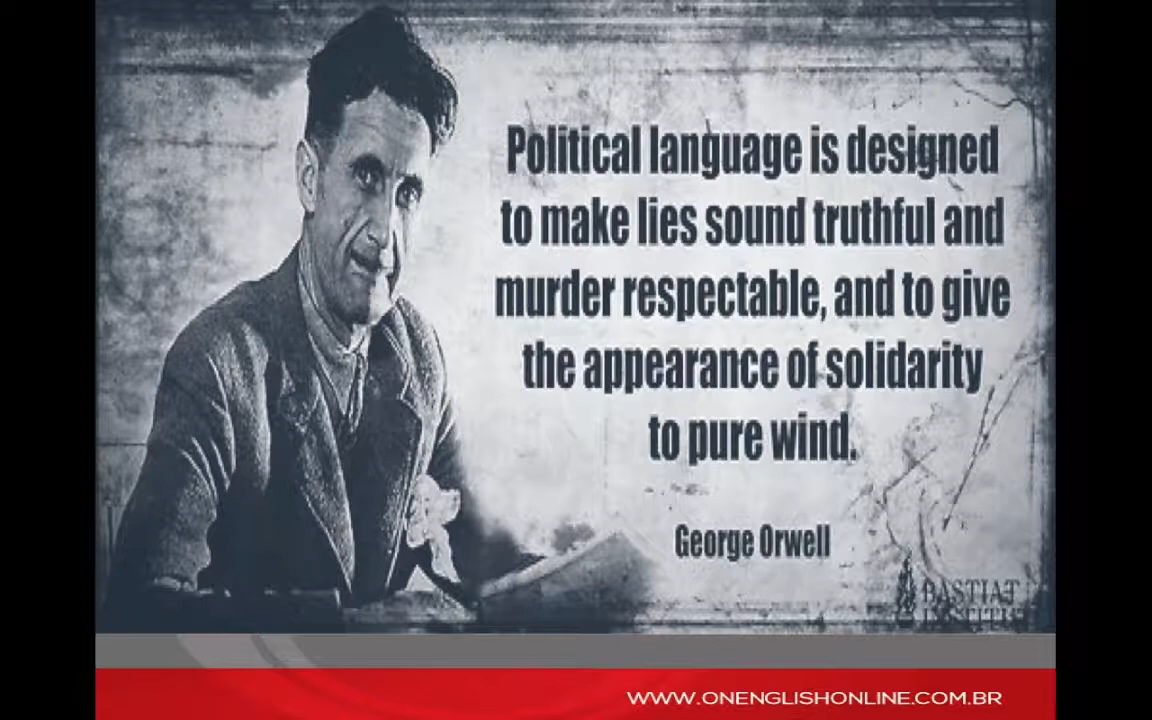 Political language is designed
to make lies sound truthful and
murder respectable, and to give
the appearance of solidarity
to pure wind.
George Orwell
BASTIAT
WWW.ONENGLISHONLINE.COM.BR